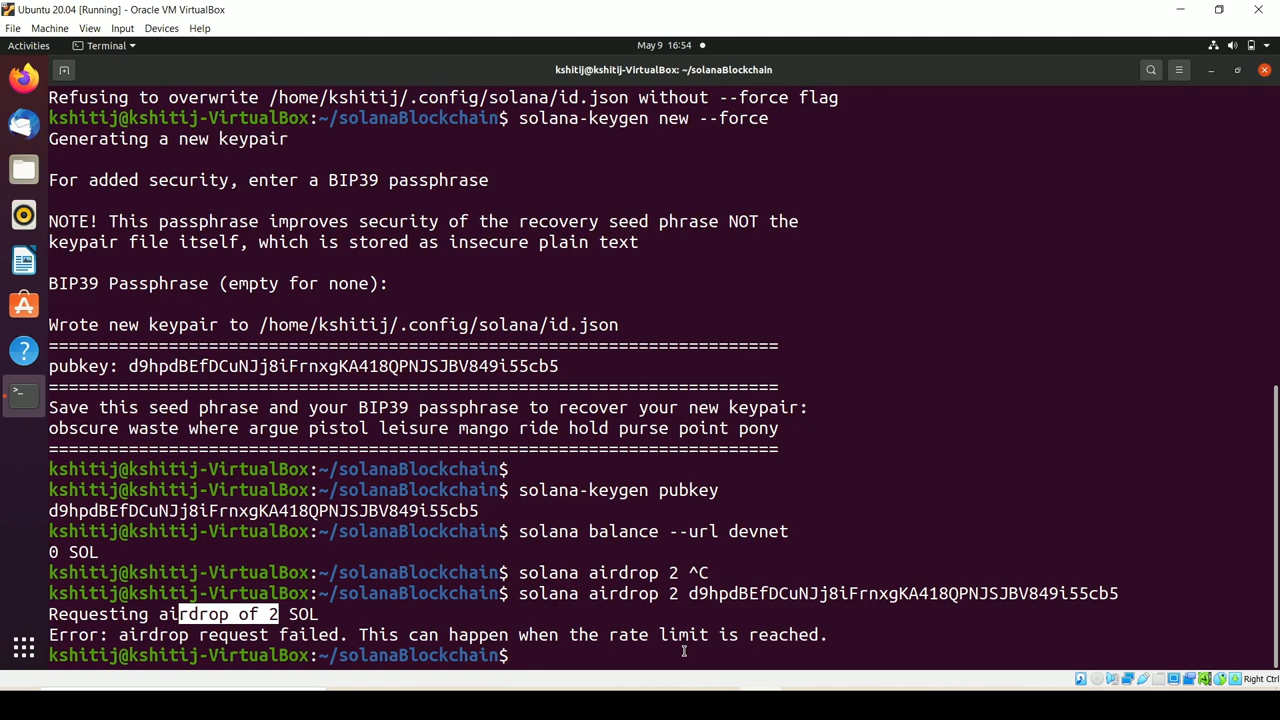 Ubuntu 20.04 [Running] - Oracle VM VirtualBox
File Machine View Input Devices Help
Activities Terminal May 9 16:54
kshitij@kshitij-VirtualBox: ~/solanaBlockchain
Refusing to overwrite /home/kshitij/.config/solana/id.json without --force flag
kshitij@kshitij-VirtualBox:~/solanaBlockchain$ solana-keygen new --force
Generating a new keypair
For added security, enter a BIP39 passphrase
NOTE! This passphrase improves security of the recovery seed phrase NOT the
keypair file itself, which is stored as insecure plain text
BIP39 Passphrase (empty for none):
Wrote new keypair to /home/kshitij/.config/solana/id.json
=========================================================================
pubkey: d9hpdBEfDCuNJj8iFrnxgKA418QPNJSJBV849i55cb5
=========================================================================
Save this seed phrase and your BIP39 passphrase to recover your new keypair:
obscure waste where argue pistol leisure mango ride hold purse point pony
=========================================================================
kshitij@kshitij-VirtualBox:~/solanaBlockchain$
kshitij@kshitij-VirtualBox:~/solanaBlockchain$ solana-keygen pubkey
d9hpdBEfDCuNJj8iFrnxgKA418QPNJSJBV849i55cb5
kshitij@kshitij-VirtualBox:~/solanaBlockchain$ solana balance --url devnet
0 SOL
kshitij@kshitij-VirtualBox:~/solanaBlockchain$ solana airdrop 2 ^C
kshitij@kshitij-VirtualBox:~/solanaBlockchain$ solana airdrop 2 d9hpdBEfDCuNJj8iFrnxgKA418QPNJSJBV849i55cb5
Requesting airdrop of 2 SOL
Error: airdrop request failed. This can happen when the rate limit is reached.
kshitij@kshitij-VirtualBox:~/solanaBlockchain$
Right Ctrl